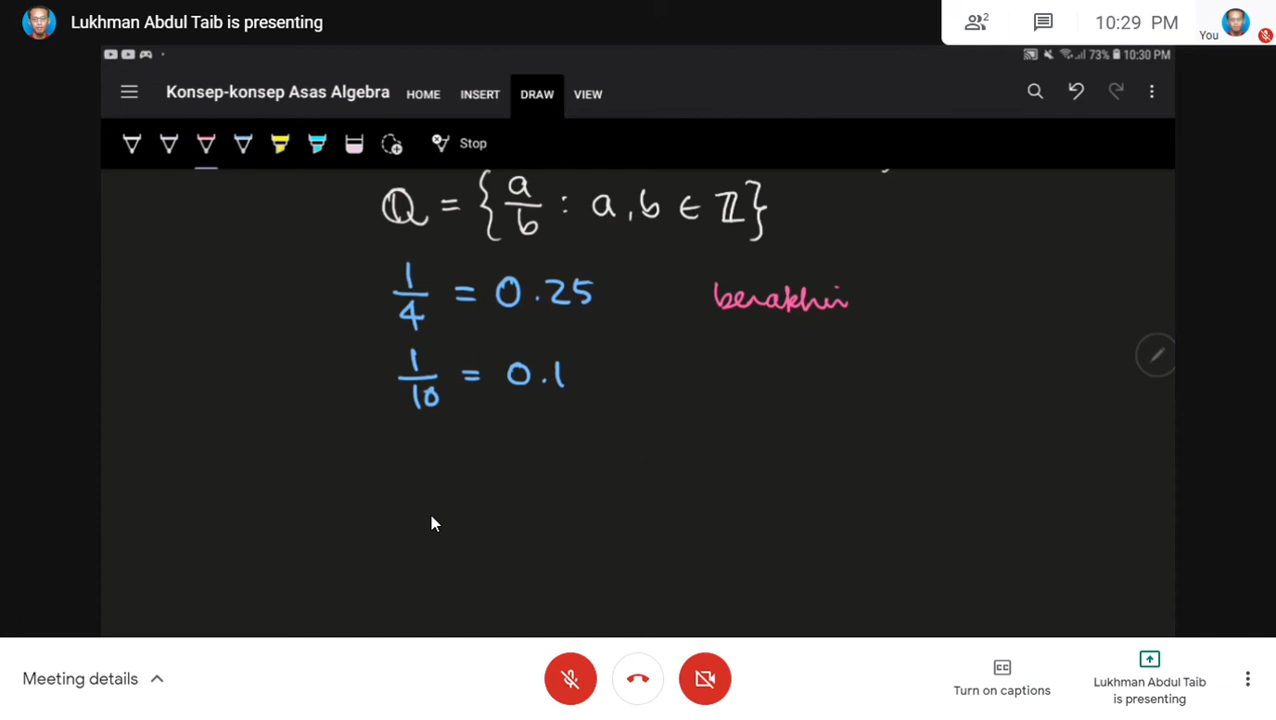 Lukhman Abdul Taib is presenting
2
10:29 PM
You
73% 10:30 PM
Konsep-konsep Asas Algebra HOME INSERT DRAW VIEW
Stop
ℚ = {a/b : a, b ∈ ℤ}
1/4 = 0.25 berakhir
1/10 = 0.1
Meeting details
CC
Turn on captions
Lukhman Abdul Taib
is presenting